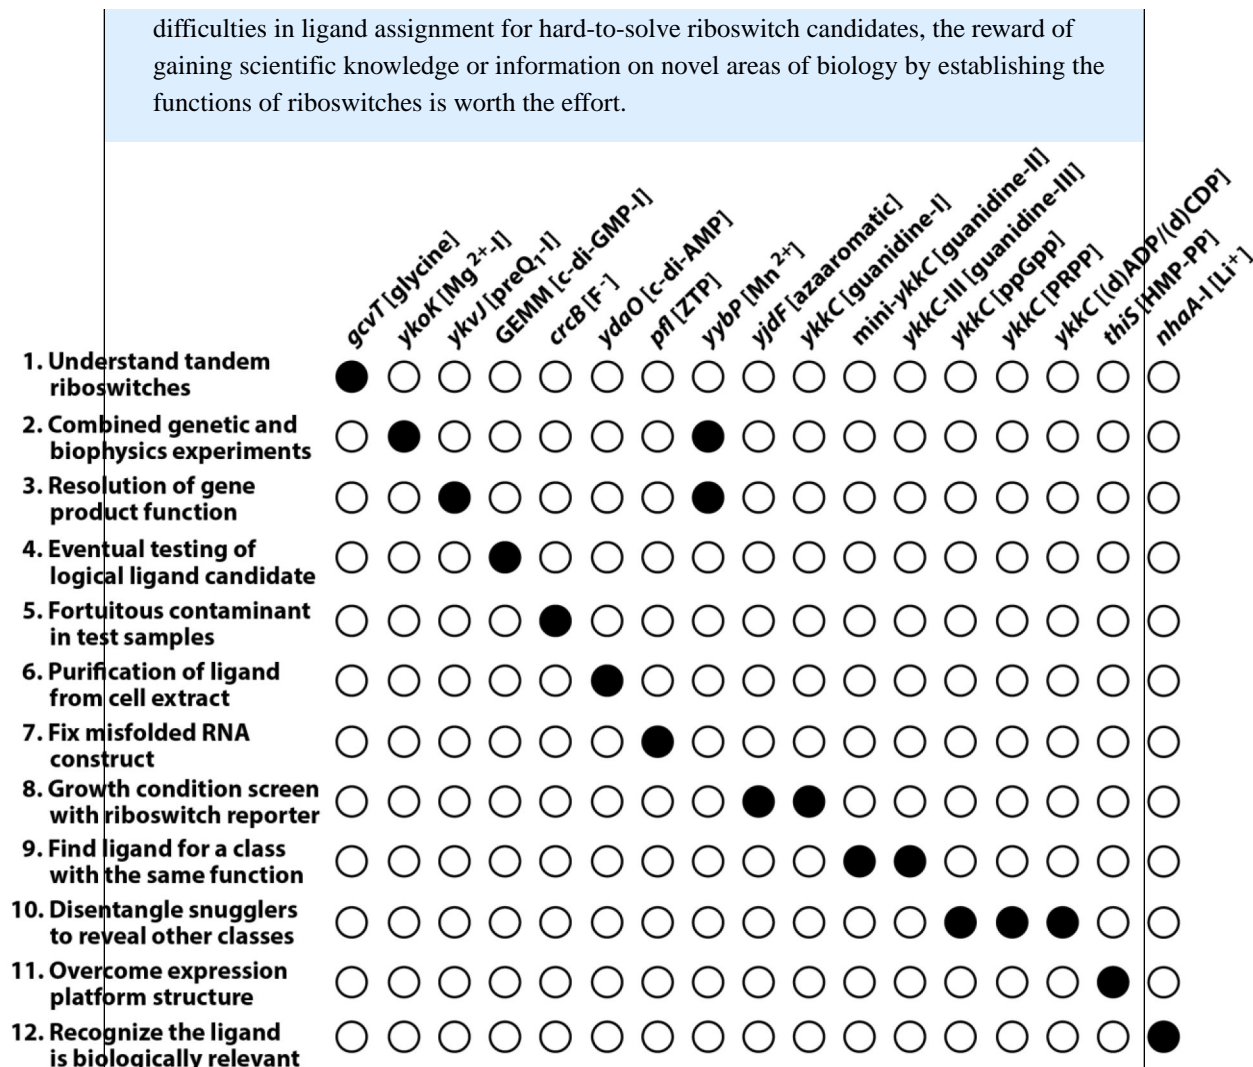 difficulties in ligand assignment for hard-to-solve riboswitch candidates, the reward of
gaining scientific knowledge or information on novel areas of biology by establishing the
functions of riboswitches is worth the effort.
gcvT [glycine]
ykoK [Mg²⁺-I]
ykvJ [preQ₁-I]
GEMM [c-di-GMP-I]
crcB [F⁻]
ydaO [c-di-AMP]
pfl [ZTP]
yybP [Mn²⁺]
yjdF [azaaromatic]
ykkC [guanidine-I]
mini-ykkC [guanidine-II]
ykkC-III [guanidine-III]
ykkC [ppGpp]
ykkC [PRPP]
ykkC [(d)ADP/(d)CDP]
thiS [HMP-PP]
nhaA-I [Li⁺]
1. Understand tandem
riboswitches
2. Combined genetic and
biophysics experiments
3. Resolution of gene
product function
4. Eventual testing of
logical ligand candidate
5. Fortuitous contaminant
in test samples
6. Purification of ligand
from cell extract
7. Fix misfolded RNA
construct
8. Growth condition screen
with riboswitch reporter
9. Find ligand for a class
with the same function
10. Disentangle snugglers
to reveal other classes
11. Overcome expression
platform structure
12. Recognize the ligand
is biologically relevant